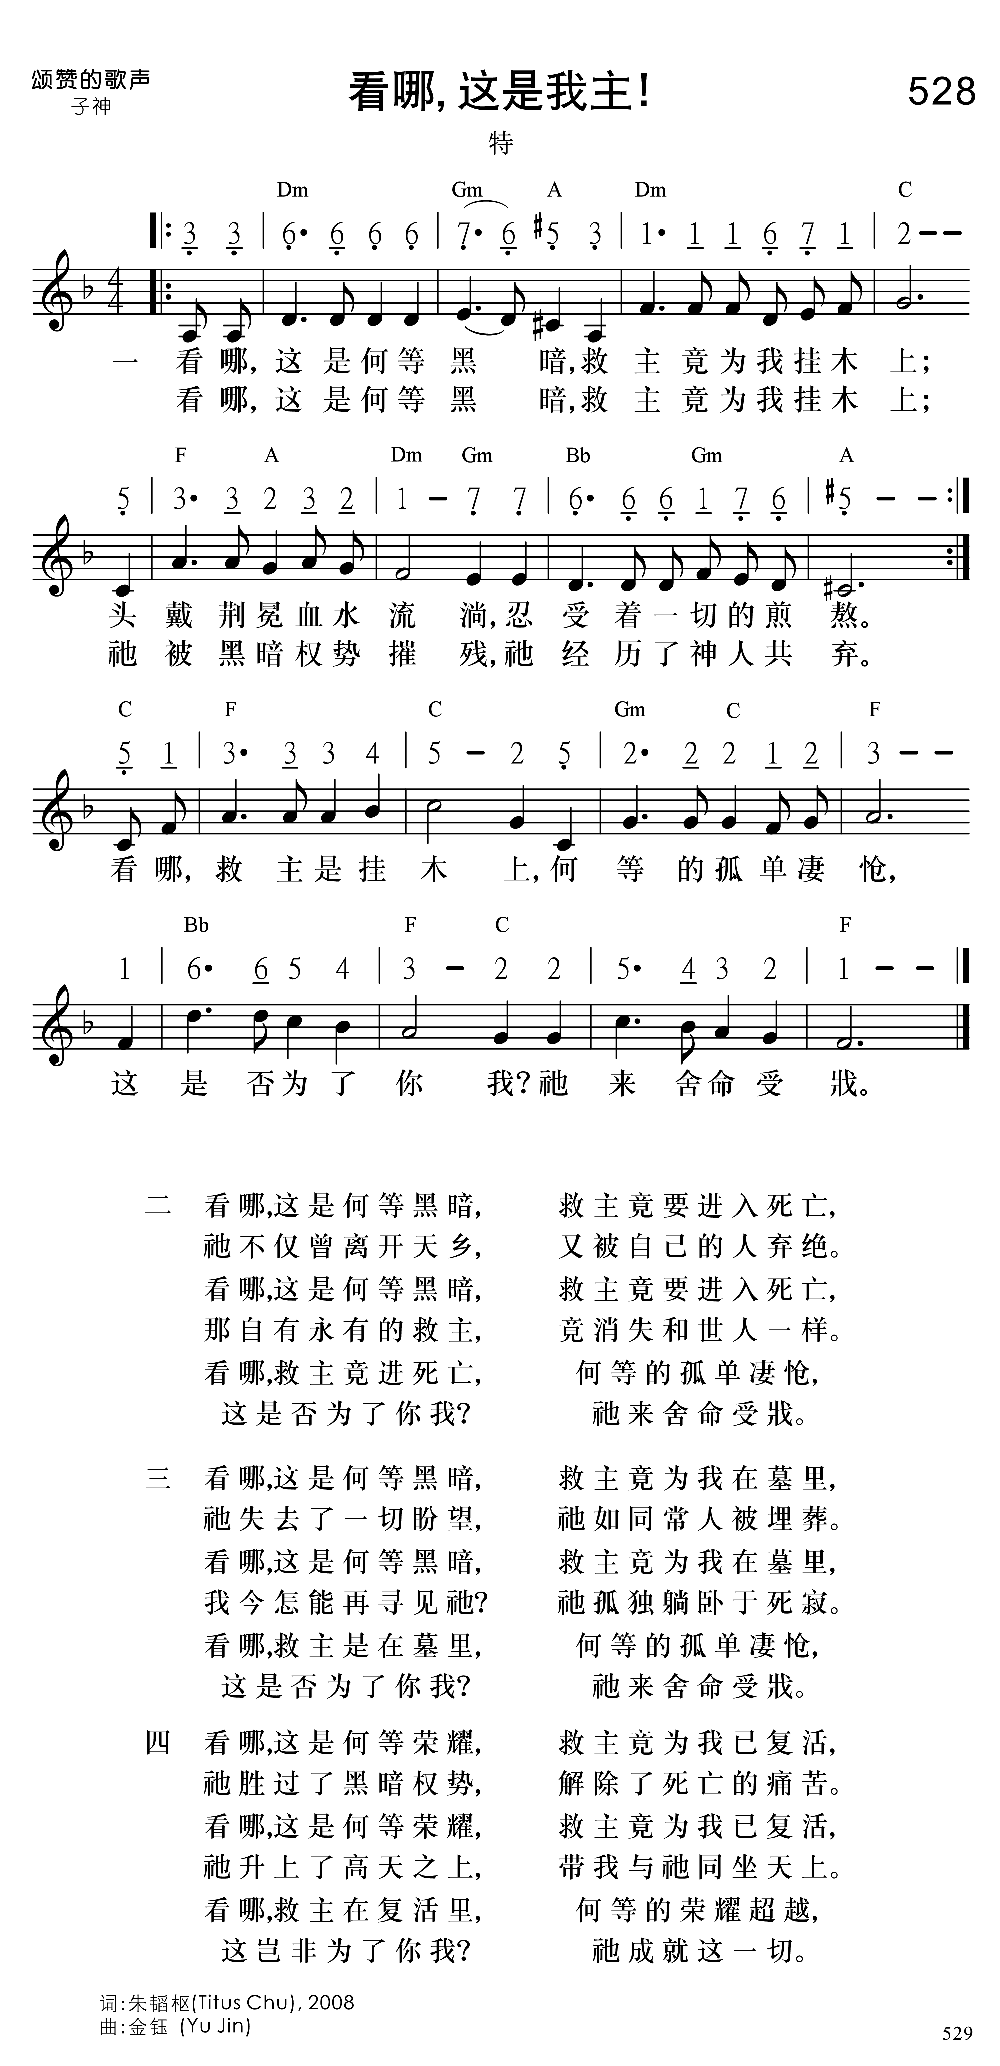 颂赞的歌声
子神
看哪,这是我主!
528
特
Dm Gm A Dm C
3 3 | 6· 6 6 6 | 7· 6 #5 3 | 1· 1 1 6 7 1 | 2 – –
4
4
一 看哪,这是何等黑 暗,救主竟为我挂木上;
看哪,这是何等黑 暗,救主竟为我挂木上;
F A Dm Gm Bb Gm A
5 | 3· 3 2 3 2 | 1 – 7 7 | 6· 6 6 1 7 6 | #5 – – :|
头戴荆冕血水流淌,忍受着一切的煎熬。
祂被黑暗权势摧残,祂经历了神人共弃。
C F C Gm C F
5 1 | 3· 3 3 4 | 5 – 2 5 | 2· 2 2 1 2 | 3 – –
看哪,救主是挂木上,何等的孤单凄怆,
Bb F C F
1 | 6· 6 5 4 | 3 – 2 2 | 5· 4 3 2 | 1 – – |
这是否为了你我?祂来舍命受戕。
二 看哪,这是何等黑暗, 救主竟要进入死亡,
祂不仅曾离开天乡, 又被自己的人弃绝。
看哪,这是何等黑暗, 救主竟要进入死亡,
那自有永有的救主, 竞消失和世人一样。
看哪,救主竟进死亡, 何等的孤单凄怆,
这是否为了你我? 祂来舍命受戕。
三 看哪,这是何等黑暗, 救主竟为我在墓里,
祂失去了一切盼望, 祂如同常人被埋葬。
看哪,这是何等黑暗, 救主竟为我在墓里,
我今怎能再寻见祂? 祂孤独躺卧于死寂。
看哪,救主是在墓里, 何等的孤单凄怆,
这是否为了你我? 祂来舍命受戕。
四 看哪,这是何等荣耀, 救主竟为我已复活,
祂胜过了黑暗权势, 解除了死亡的痛苦。
看哪,这是何等荣耀, 救主竟为我已复活,
祂升上了高天之上, 带我与祂同坐天上。
看哪,救主在复活里, 何等的荣耀超越,
这岂非为了你我? 祂成就这一切。
词:朱韬枢(Titus Chu), 2008
曲:金钰 (Yu Jin)
529